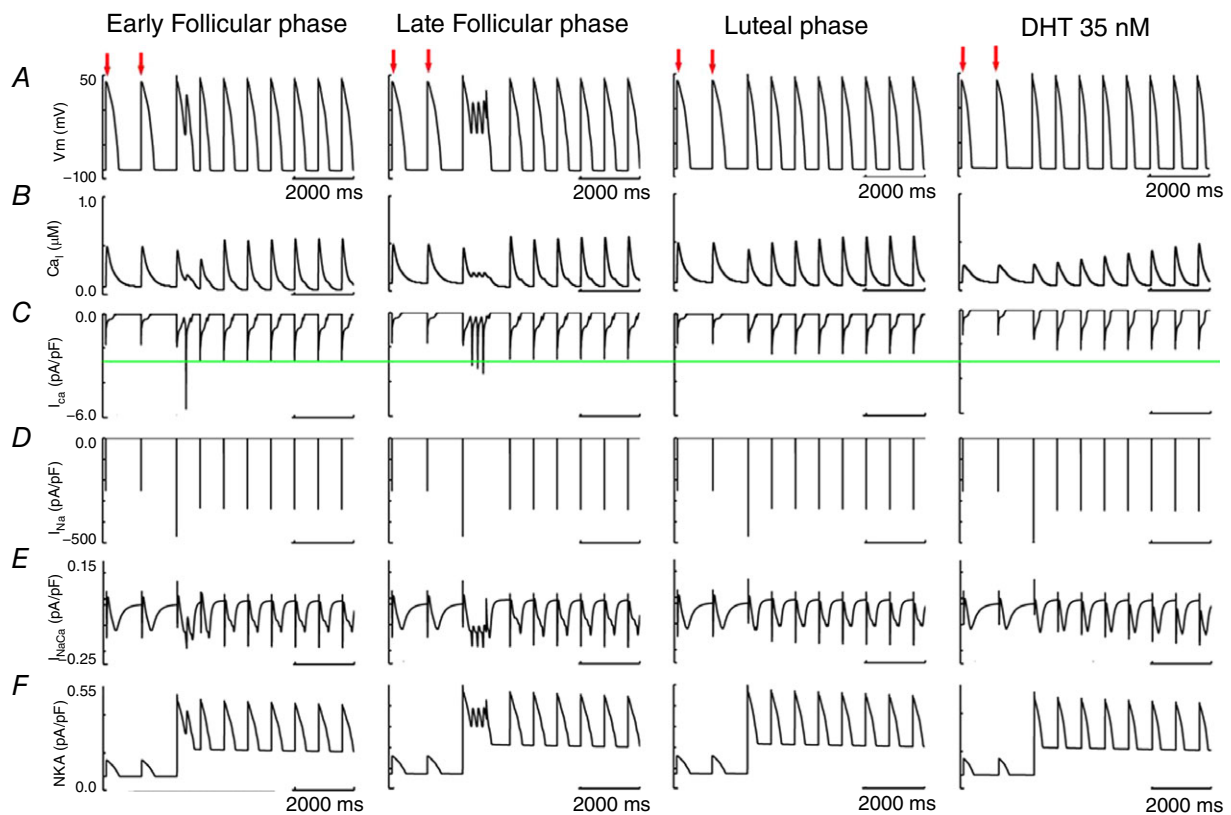 Early Follicular phase
Late Follicular phase
Luteal phase
DHT 35 nM
A
50
Vm (mV)
−100
2000 ms
2000 ms
2000 ms
2000 ms
B
1.0
Cai (μM)
0.0
C
0.0
Ica (pA/pF)
−6.0
D
0.0
INa (pA/pF)
−500
E
0.15
INaCa (pA/pF)
−0.25
F
0.55
NKA (pA/pF)
0.0
2000 ms
2000 ms
2000 ms
2000 ms